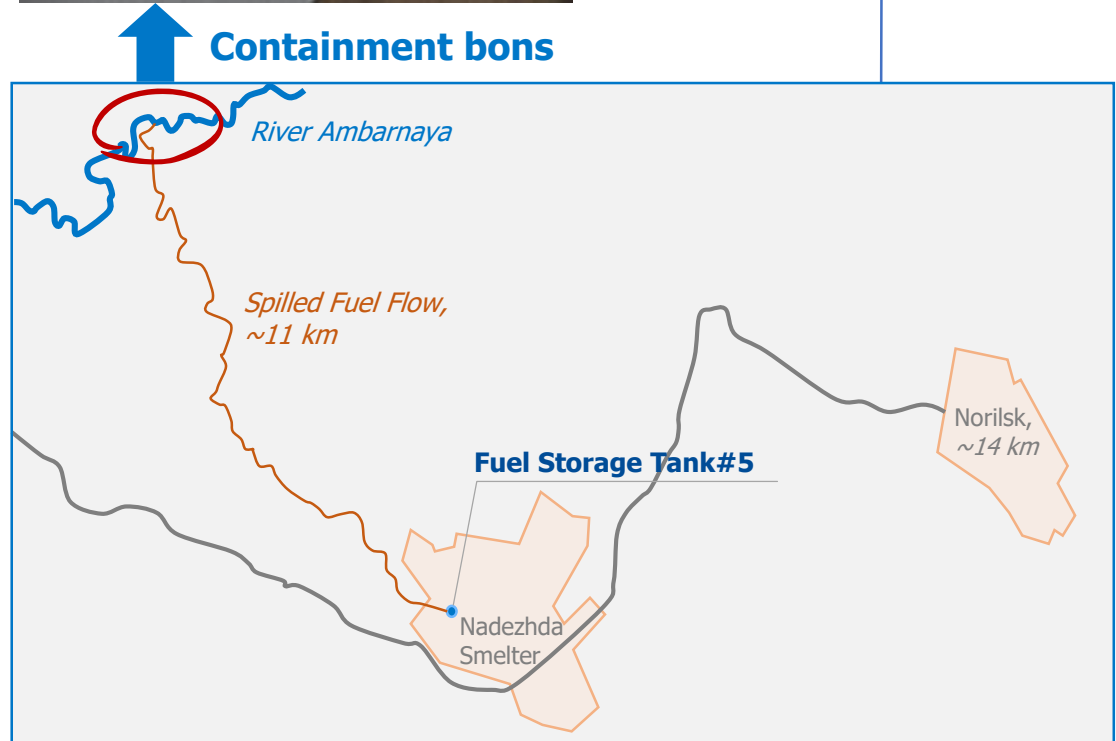 Containment bons
River Ambarnaya
Spilled Fuel Flow,
~11 km
Norilsk,
~14 km
Fuel Storage Tank#5
Nadezhda
Smelter